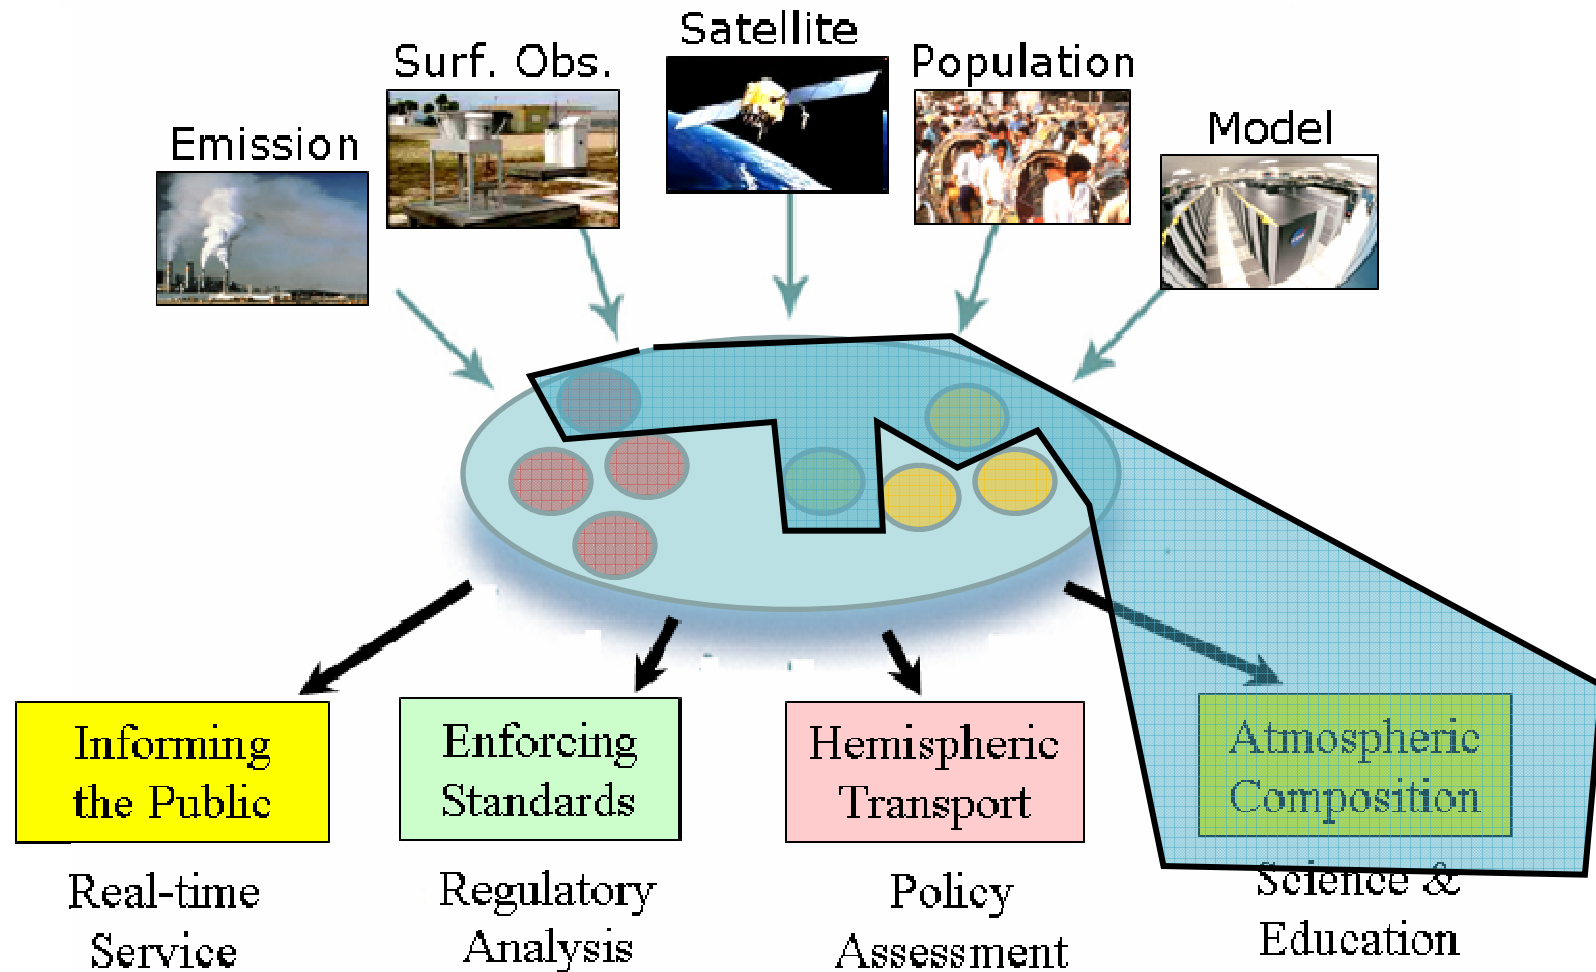 Satellite
Surf. Obs.
Population
Emission
Model
Informing
the Public
Enforcing
Standards
Hemispheric
Transport
Atmospheric
Composition
Real-time
Service
Regulatory
Analysis
Policy
Assessment
Science &
Education